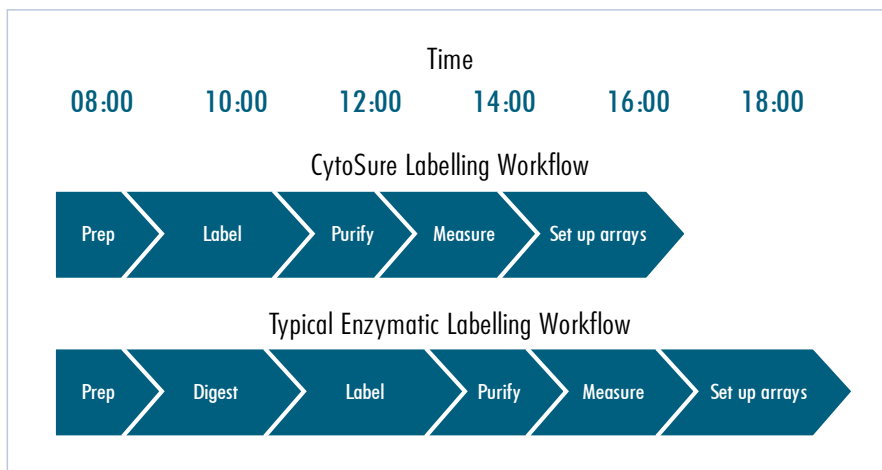 Time
08:00 10:00 12:00 14:00 16:00 18:00
CytoSure Labelling Workflow
Prep Label Purify Measure Set up arrays
Typical Enzymatic Labelling Workflow
Prep Digest Label Purify Measure Set up arrays